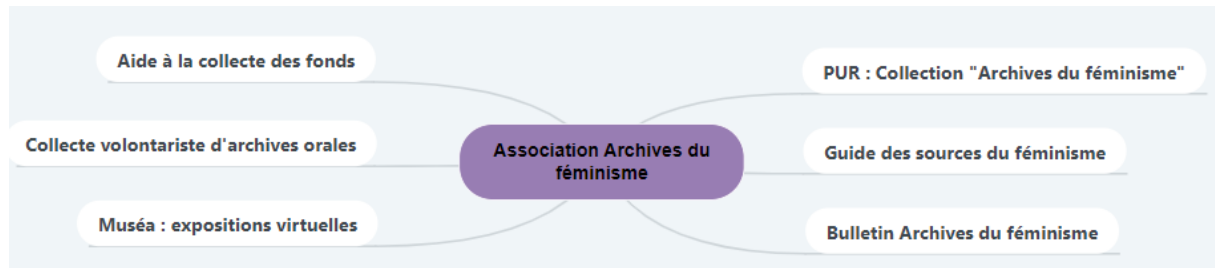 Aide à la collecte des fonds
Collecte volontariste d'archives orales
Muséa : expositions virtuelles
Association Archives du
féminisme
PUR : Collection "Archives du féminisme"
Guide des sources du féminisme
Bulletin Archives du féminisme